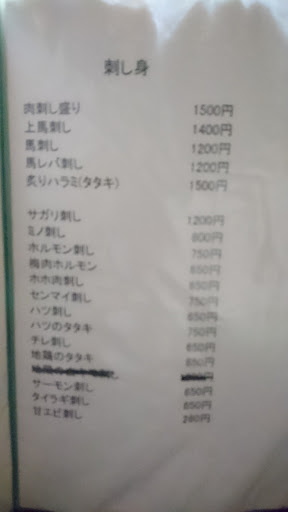 刺し身
肉刺し盛り 1500円
上馬刺し 1400円
馬刺し 1200円
馬レバ刺し 1200円
炙りハラミ(タタキ) 1500円
サガリ刺し 1200円
ミノ刺し 800円
ホルモン刺し 750円
梅肉ホルモン 850円
ホホ肉刺し 850円
センマイ刺し 750円
ハツ刺し 650円
ハツのタタキ 750円
チレ刺し 650円
地鶏のタタキ 850円
サーモン刺し 650円
タイラギ刺し 850円
甘エビ刺し 280円